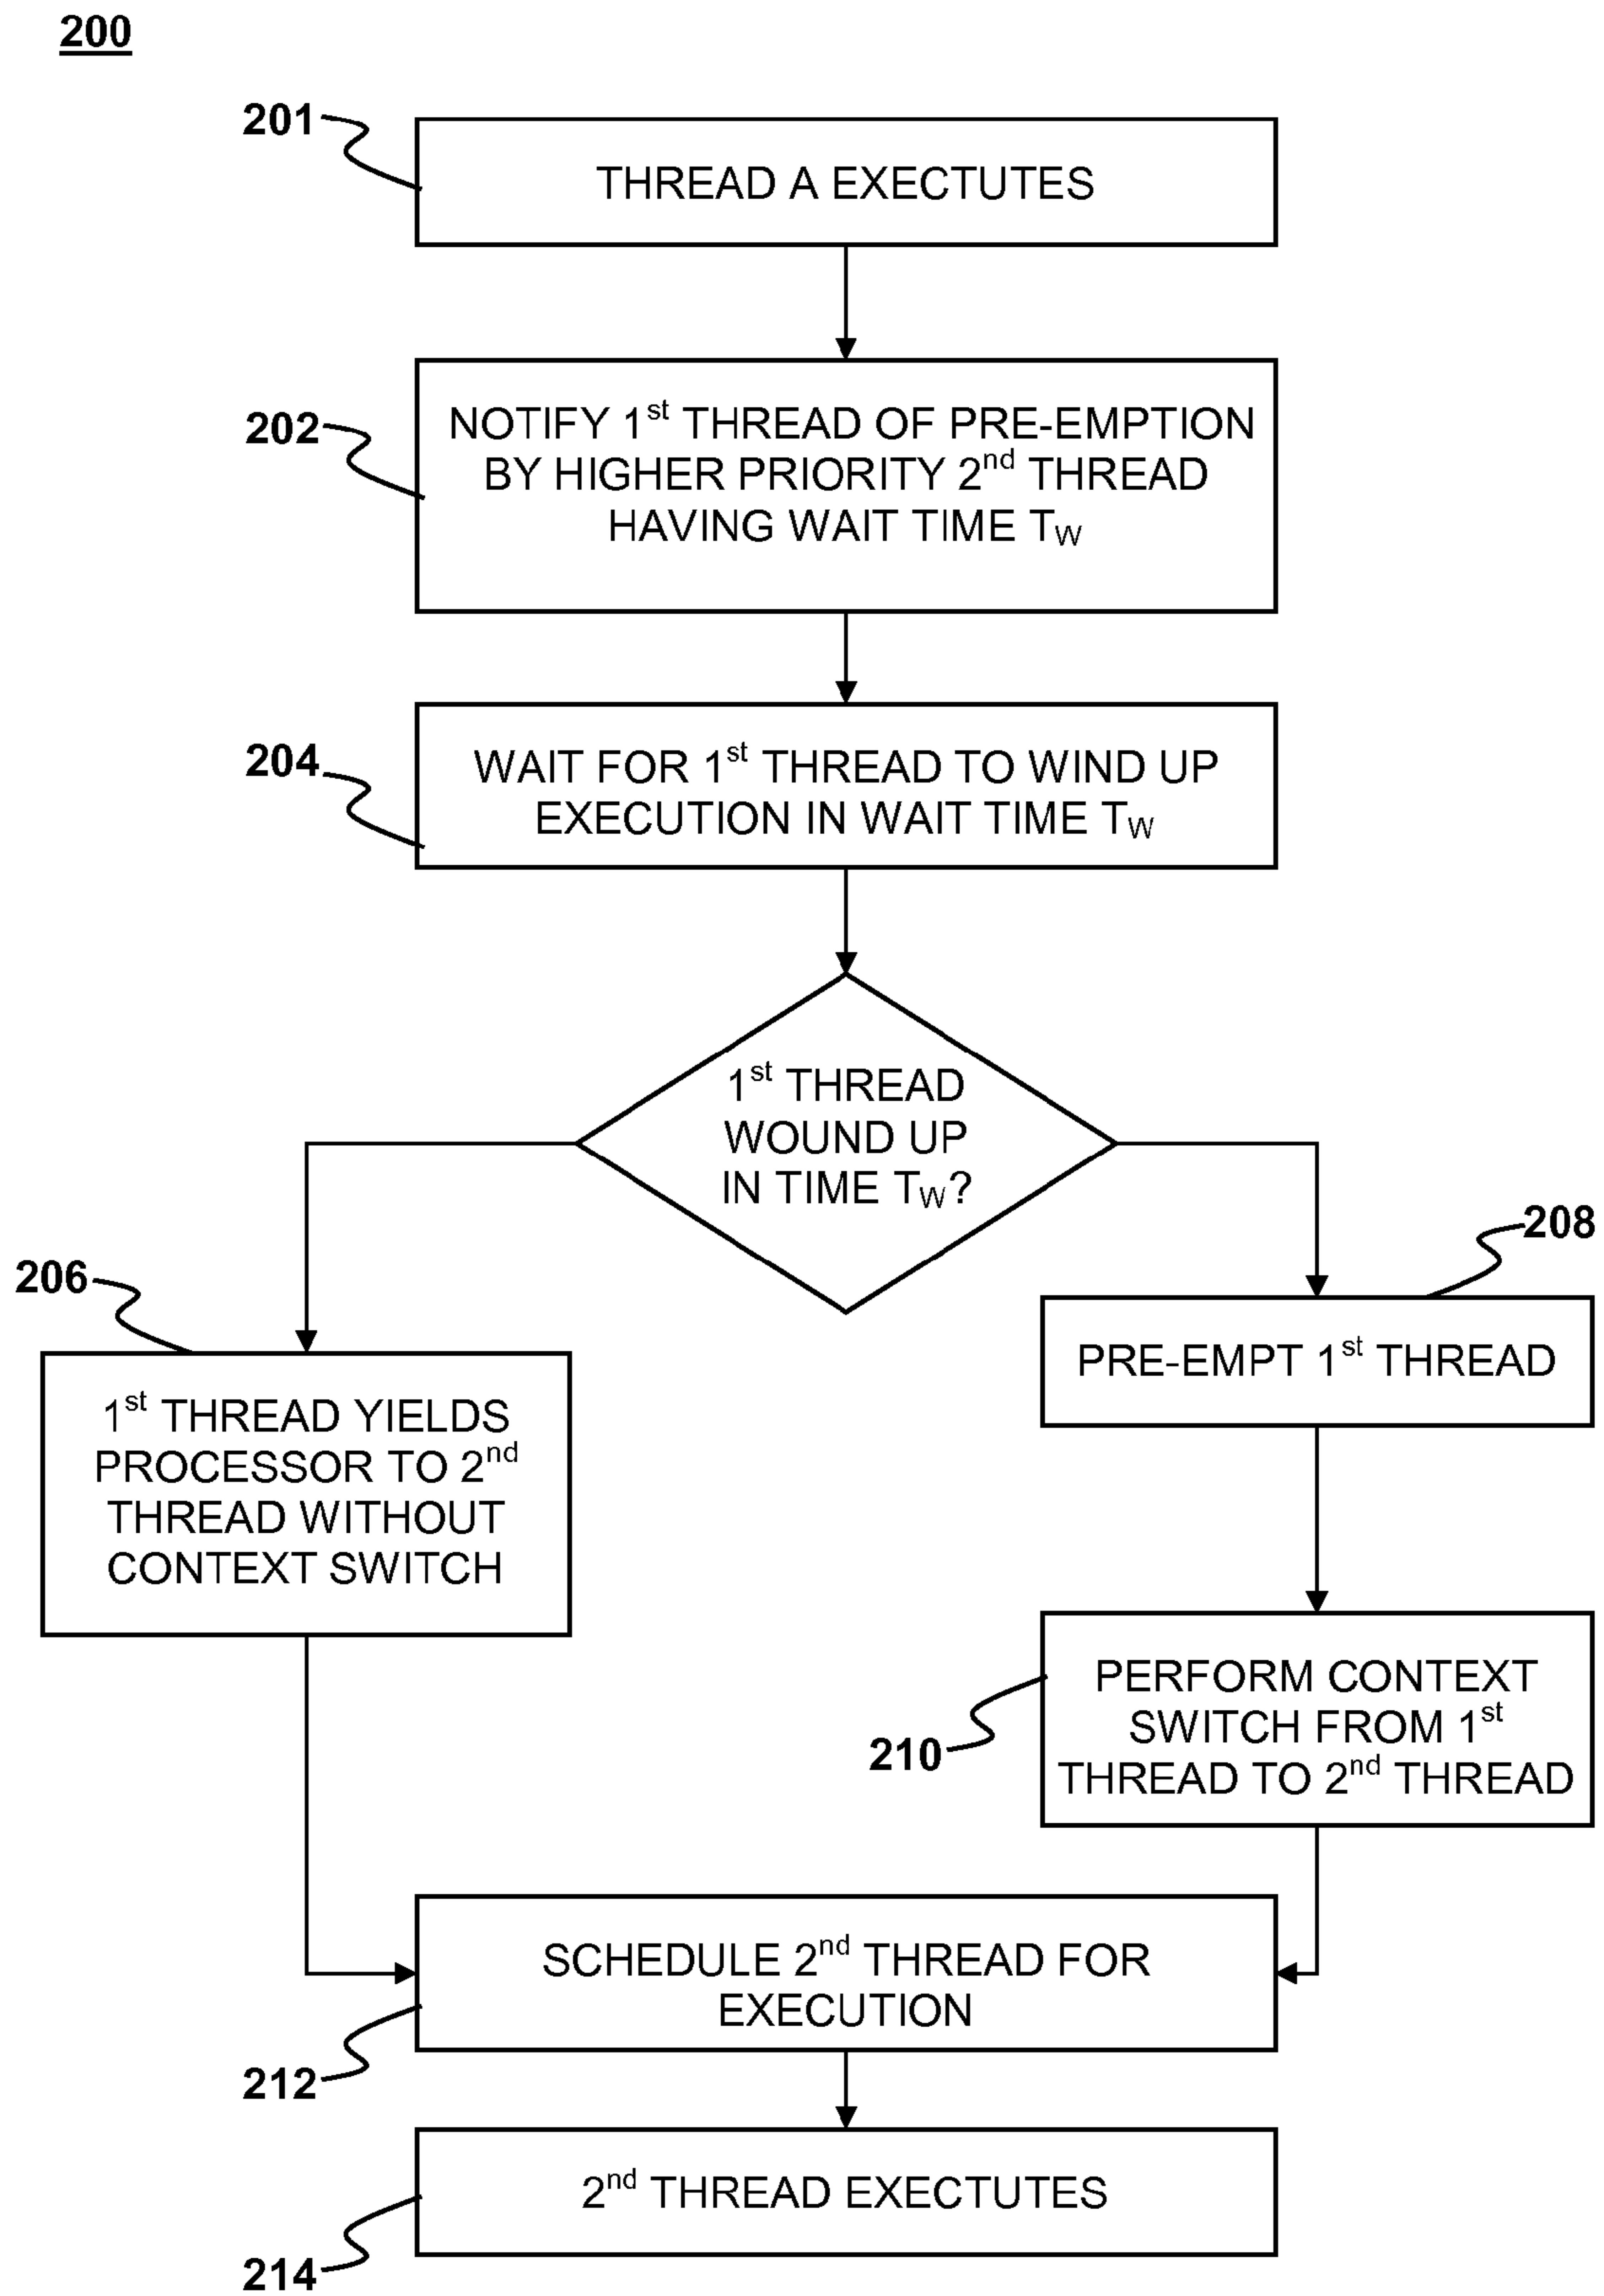 200
201
THREAD A EXECTUTES
202
NOTIFY 1st THREAD OF PRE-EMPTION
BY HIGHER PRIORITY 2nd THREAD
HAVING WAIT TIME TW
204
WAIT FOR 1st THREAD TO WIND UP
EXECUTION IN WAIT TIME TW
1st THREAD
WOUND UP
IN TIME TW?
206
1st THREAD YIELDS
PROCESSOR TO 2nd
THREAD WITHOUT
CONTEXT SWITCH
208
PRE-EMPT 1st THREAD
210
PERFORM CONTEXT
SWITCH FROM 1st
THREAD TO 2nd THREAD
SCHEDULE 2nd THREAD FOR
EXECUTION
212
2nd THREAD EXECTUTES
214